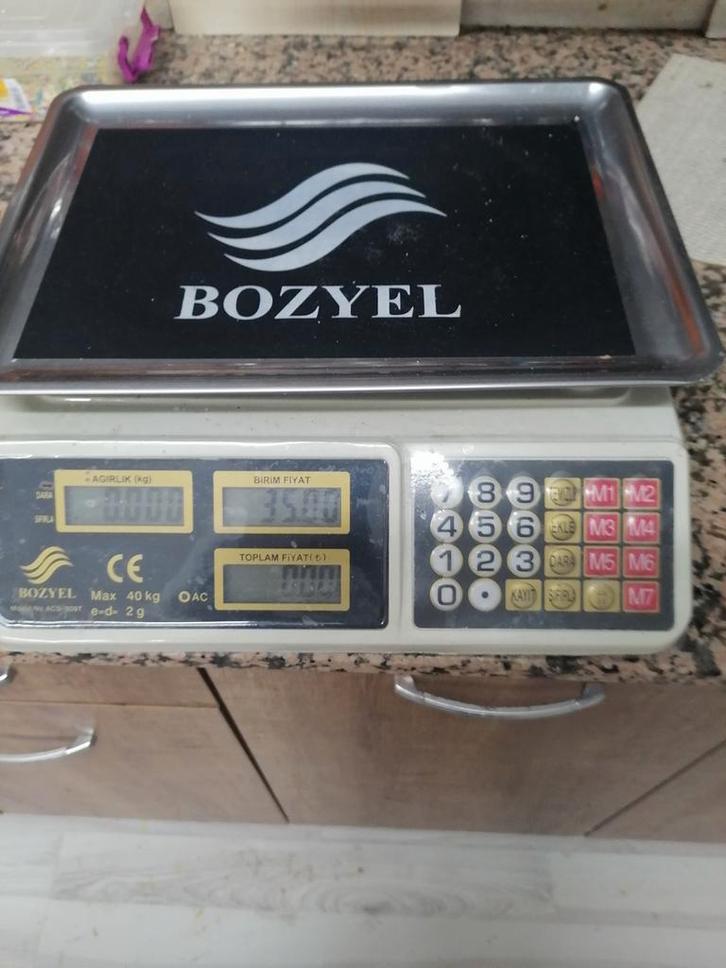 BOZYEL
AĞIRLIK (kg)
DARA
SIFIRLA
0.000
BİRİM FİYAT
35.00
TOPLAM FİYAT(₺)
BOZYEL
CE
Max 40 kg
e=d= 2 g
AC
7 8 9 M1 M2
4 5 6 EKLE M3 M4
1 2 3 DARA M5 M6
0 • KAYIT SIFIRLA M7